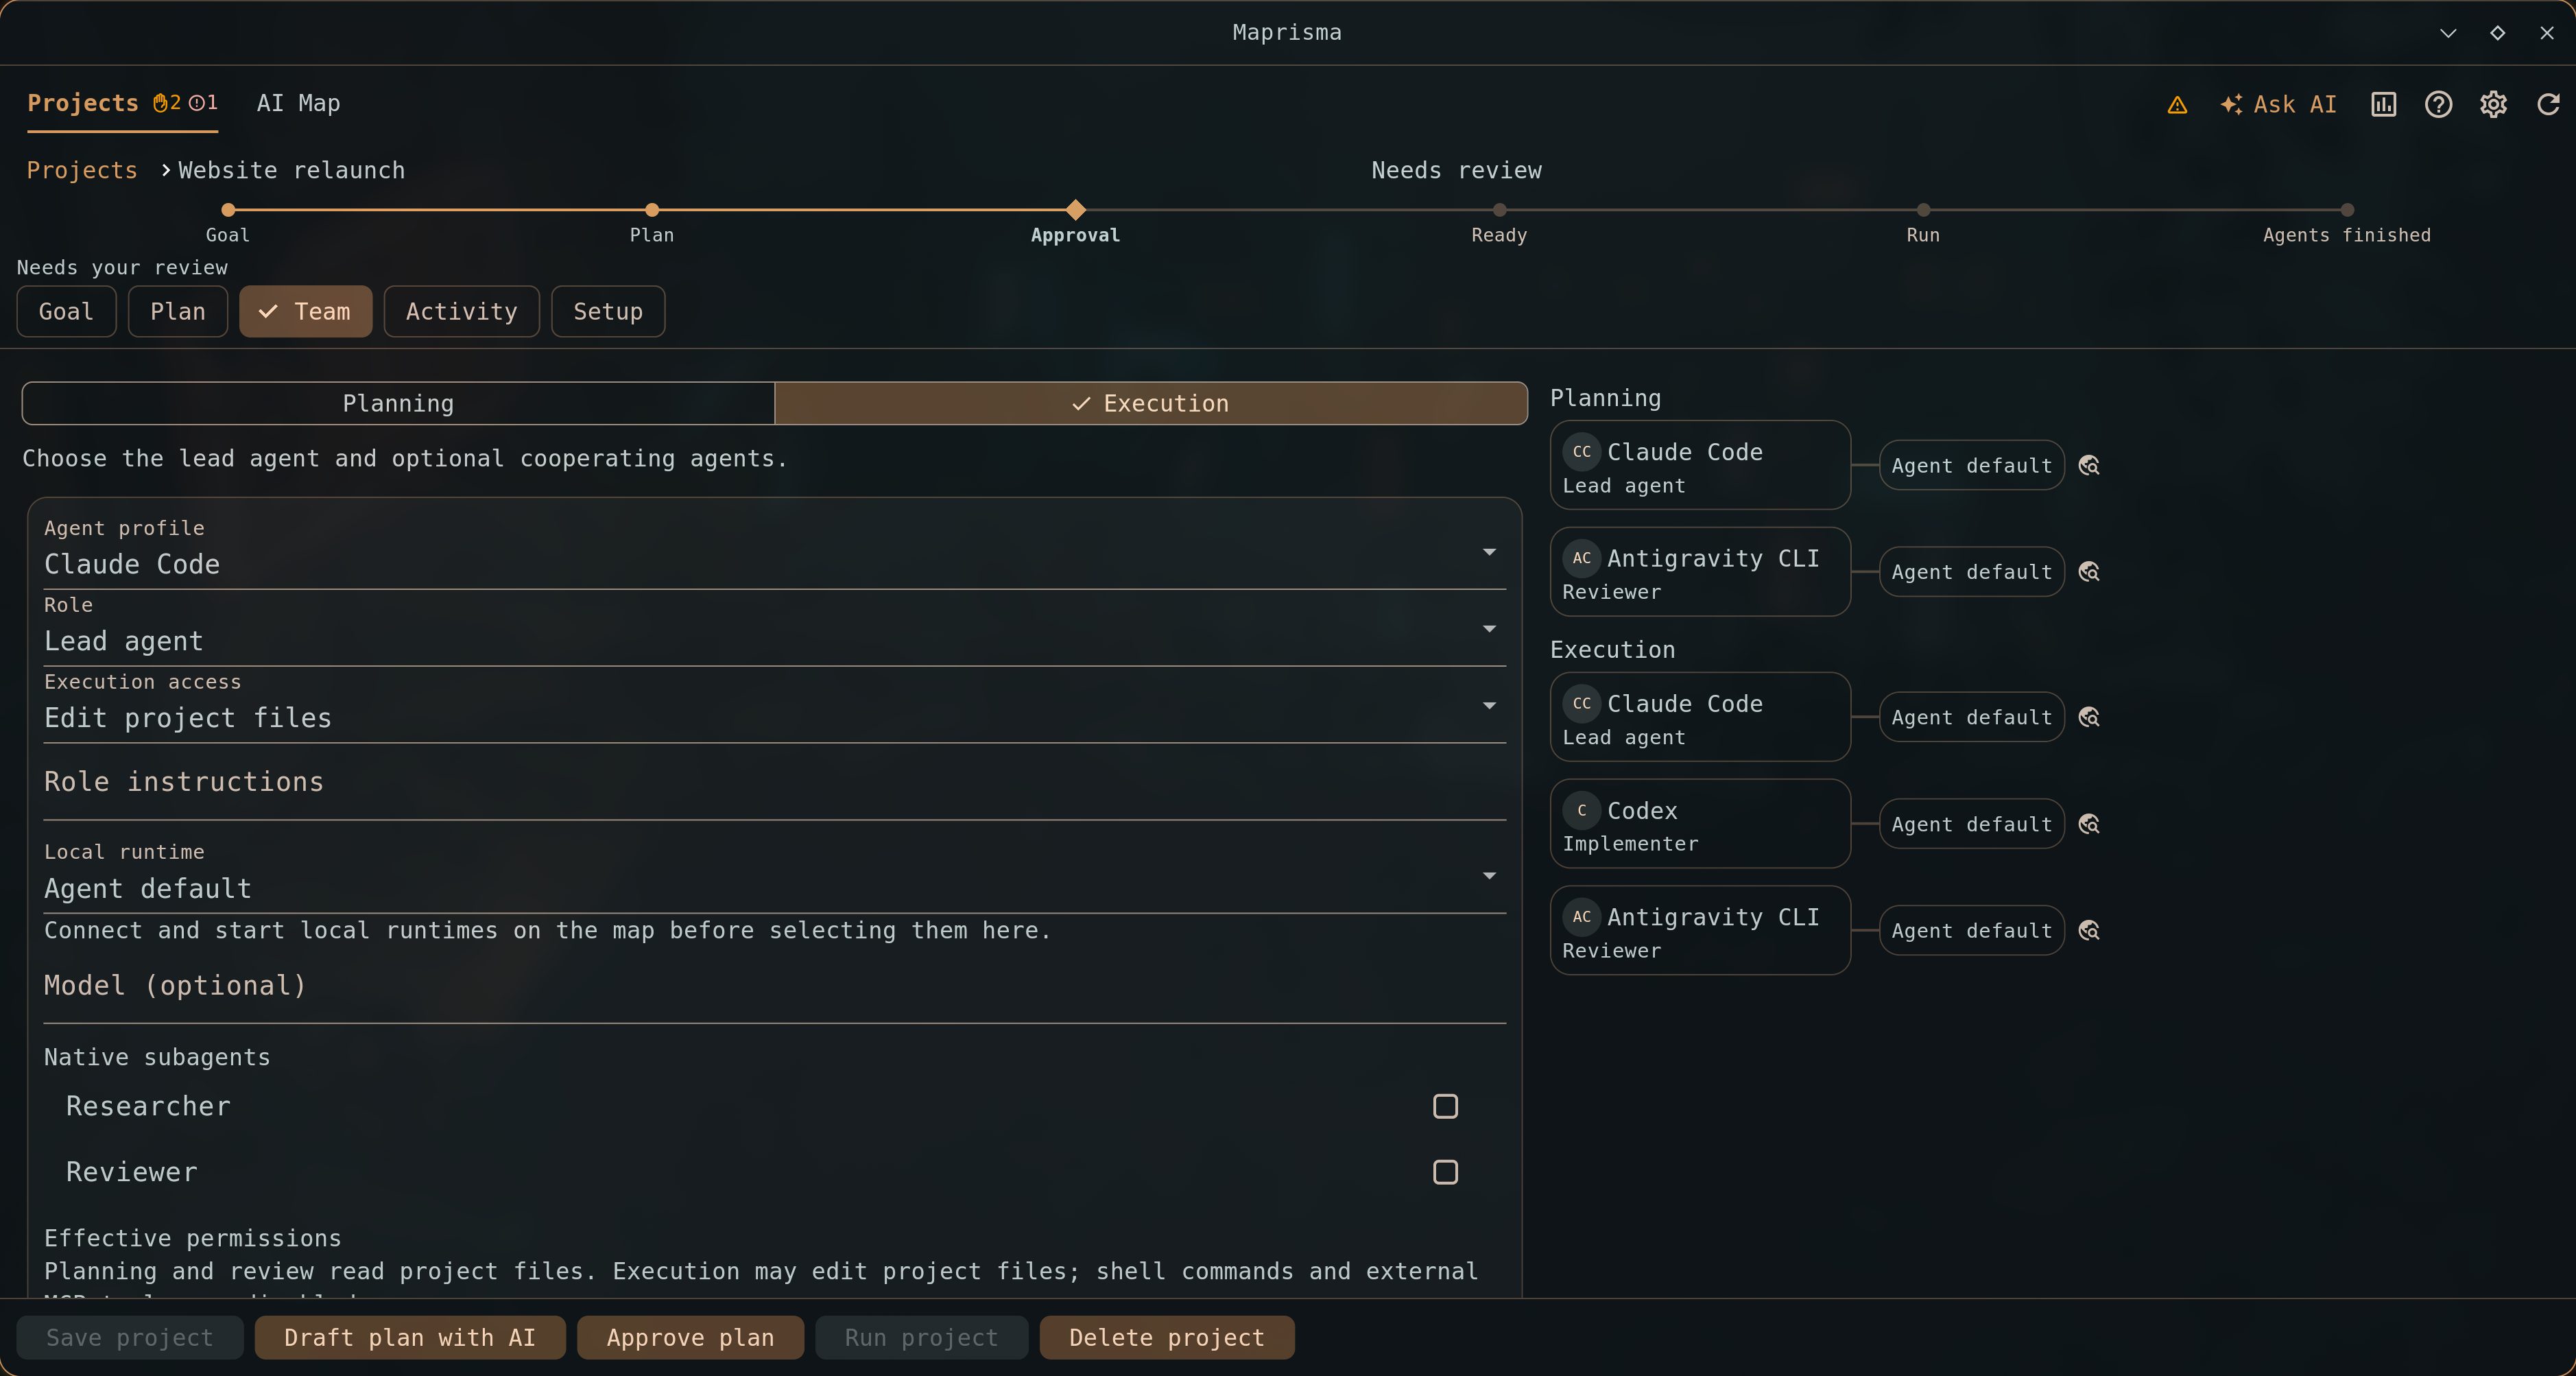 Maprisma
Projects 2 1 AI Map Ask AI
Projects Website relaunch Needs review
Goal Plan Approval Ready Run Agents finished
Needs your review
Goal Plan Team Activity Setup
Planning Execution
Choose the lead agent and optional cooperating agents.
Agent profile
Claude Code
Role
Lead agent
Execution access
Edit project files
Role instructions
Local runtime
Agent default
Connect and start local runtimes on the map before selecting them here.
Model (optional)
Native subagents
Researcher
Reviewer
Effective permissions
Planning and review read project files. Execution may edit project files; shell commands and external
Planning
CC Claude Code
Lead agent
Agent default
AC Antigravity CLI
Reviewer
Agent default
Execution
CC Claude Code
Lead agent
Agent default
C Codex
Implementer
Agent default
AC Antigravity CLI
Reviewer
Agent default
Save project Draft plan with AI Approve plan Run project Delete project